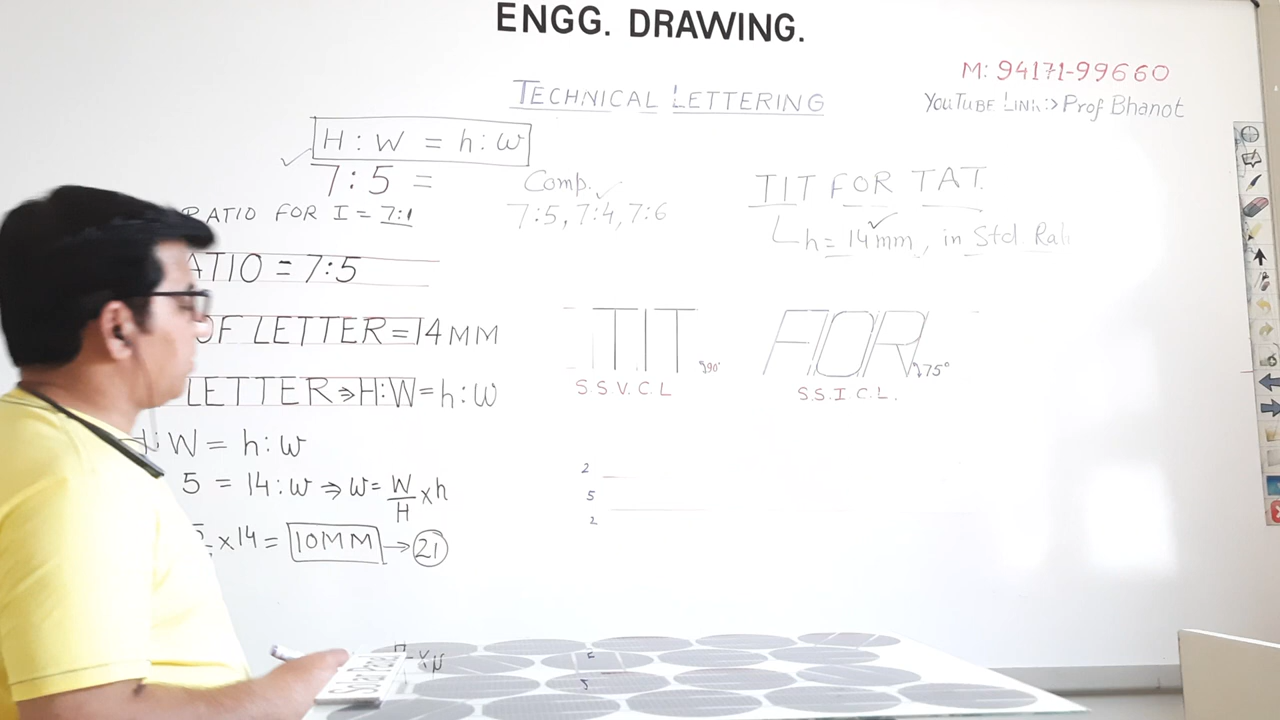 ENGG. DRAWING.
M: 94171-99660
TECHNICAL LETTERING
YOUTUBE LINK:> Prof Bhanot
H : W = h : w
7 : 5 =
RATIO FOR I = 7:1
Comp.
7:5, 7:4, 7:6
TIT FOR TAT.
h = 14mm, in Std.
ATIO = 7:5
OF LETTER = 14 MM
LETTER ⇒ H:W = h:w
TIT
90°
S.S.V.C.L
FOR
75°
S.S.I.C.L.
: W = h : w
5 = 14 : w ⇒ w = W/H x h
x 14 = 10MM → 21
2
5
2